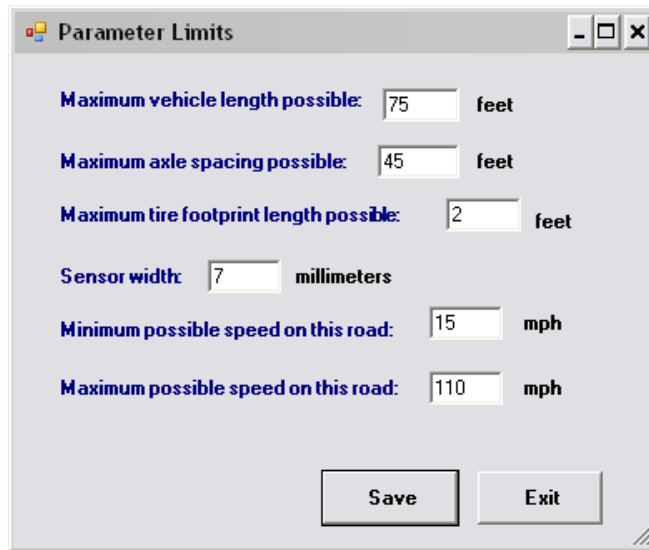 Parameter Limits
Maximum vehicle length possible: 75 feet
Maximum axle spacing possible: 45 feet
Maximum tire footprint length possible: 2 feet
Sensor width: 7 millimeters
Minimum possible speed on this road: 15 mph
Maximum possible speed on this road: 110 mph
Save Exit